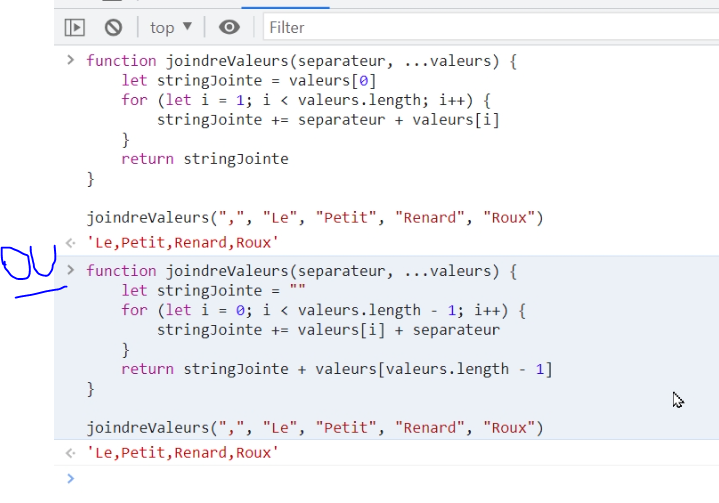 top ▼ Filter
> function joindreValeurs(separateur, ...valeurs) {
let stringJointe = valeurs[0]
for (let i = 1; i < valeurs.length; i++) {
stringJointe += separateur + valeurs[i]
}
return stringJointe
}
joindreValeurs(",", "Le", "Petit", "Renard", "Roux")
'Le,Petit,Renard,Roux'
OU
> function joindreValeurs(separateur, ...valeurs) {
let stringJointe = ""
for (let i = 0; i < valeurs.length - 1; i++) {
stringJointe += valeurs[i] + separateur
}
return stringJointe + valeurs[valeurs.length - 1]
}
joindreValeurs(",", "Le", "Petit", "Renard", "Roux")
'Le,Petit,Renard,Roux'
>